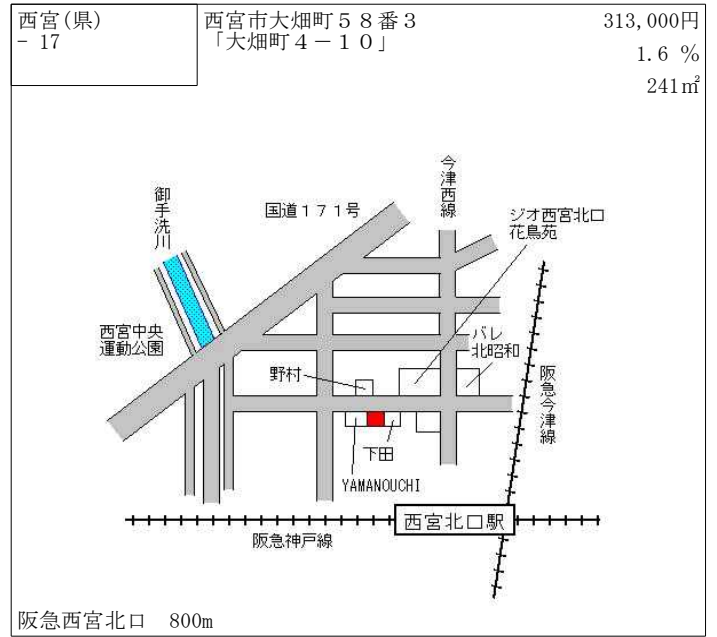 西宮(県)
- 17
西宮市大畑町５８番３
「大畑町４－１０」
313,000円
1.6 %
241㎡
今津西線
御手洗川
国道１７１号
ジオ西宮北口
花鳥苑
西宮中央
運動公園
バレ
北昭和
野村
阪急今津線
下田
YAMANOUCHI
西宮北口駅
阪急神戸線
阪急西宮北口　800m